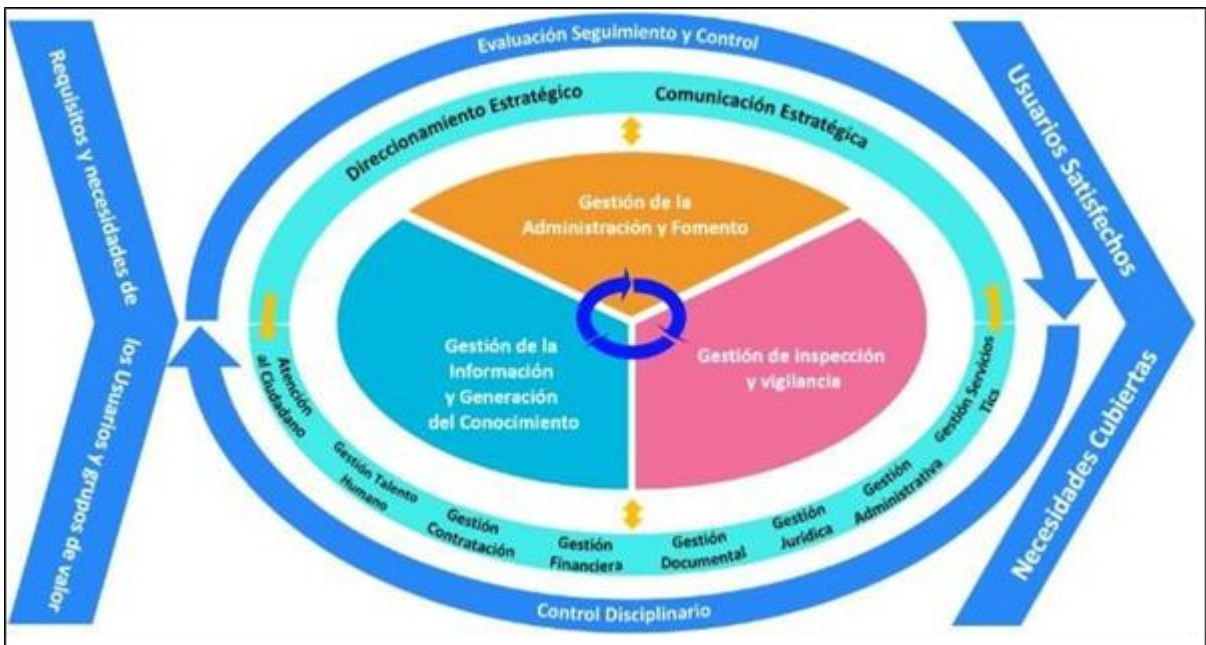 Requisitos y necesidades de
los Usuarios y grupos de valor
Evaluación Seguimiento y Control
Direccionamiento Estratégico
Comunicación Estratégica
Gestión de la
Administración y Fomento
Gestión de la
Información
y Generación
del Conocimiento
Gestión de inspección
y vigilancia
Atención
al Ciudadano
Gestión Talento
Humano
Gestión
Contratación
Gestión
Financiera
Gestión
Documental
Gestión
Jurídica
Gestión
Administrativa
Gestión Servicios
Tics
Control Disciplinario
Usuarios Satisfechos
Necesidades Cubiertas